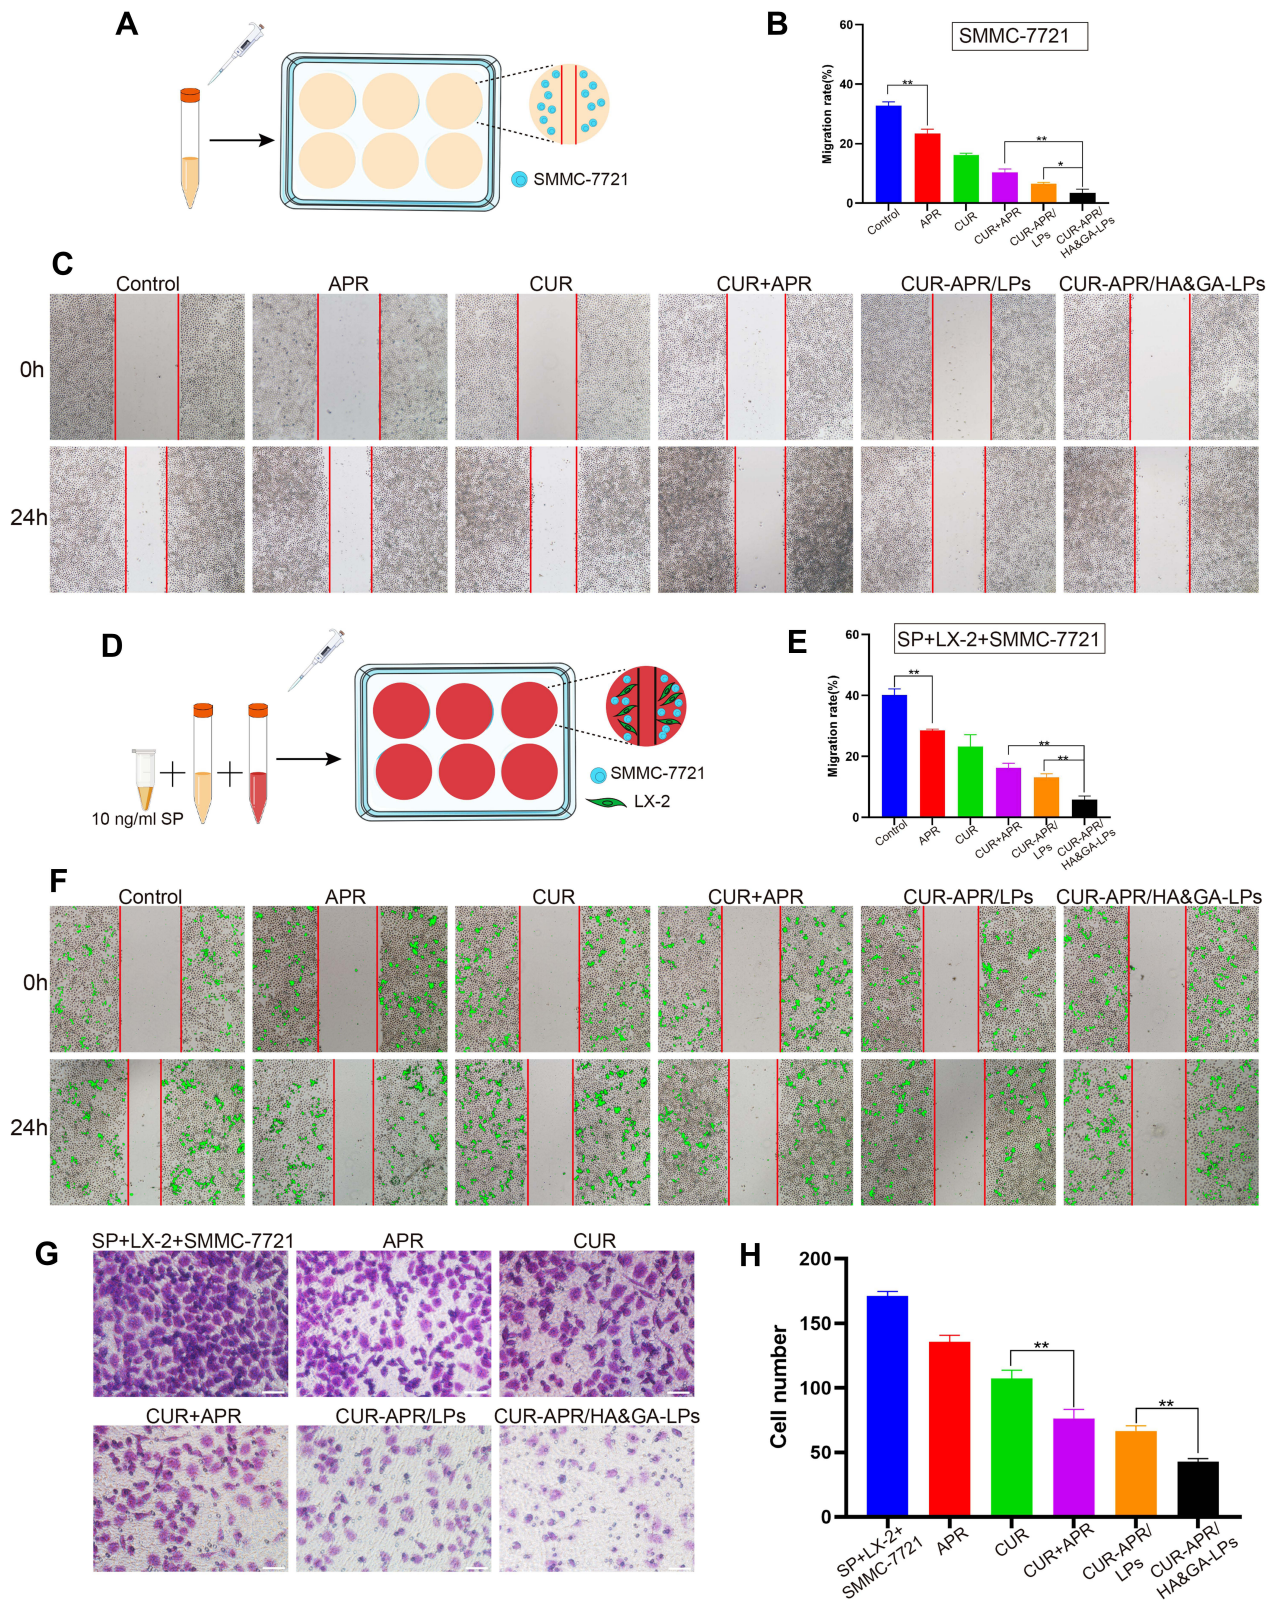 A
SMMC-7721
B
SMMC-7721
Migration rate(%)
60
40
20
0
**
**
*
Control
APR
CUR
CUR+APR
CUR-APR/
LPs
CUR-APR/
HA&GA-LPs
C
Control
APR
CUR
CUR+APR
CUR-APR/LPs
CUR-APR/HA&GA-LPs
0h
24h
D
10 ng/ml SP
SMMC-7721
LX-2
E
SP+LX-2+SMMC-7721
Migration rate(%)
60
40
20
0
**
**
**
Control
APR
CUR
CUR+APR
CUR-APR/
LPs
CUR-APR/
HA&GA-LPs
F
Control
APR
CUR
CUR+APR
CUR-APR/LPs
CUR-APR/HA&GA-LPs
0h
24h
G
SP+LX-2+SMMC-7721
APR
CUR
CUR+APR
CUR-APR/LPs
CUR-APR/HA&GA-LPs
H
Cell number
200
150
100
50
0
**
**
SP+LX-2+
SMMC-7721
APR
CUR
CUR+APR
CUR-APR/
LPs
CUR-APR/
HA&GA-LPs